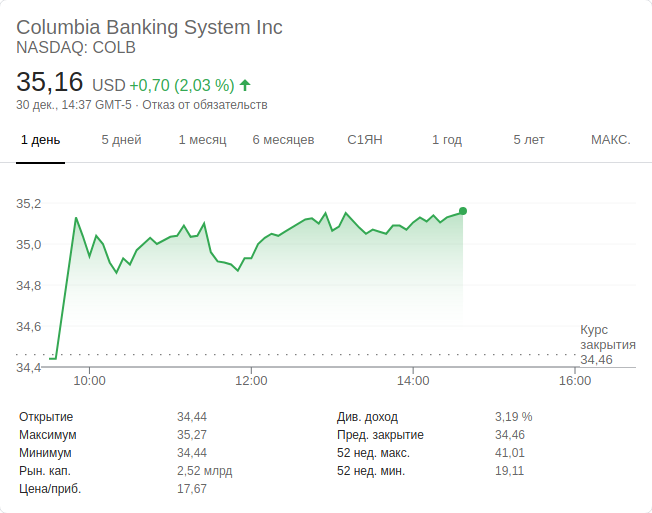 Columbia Banking System Inc
NASDAQ: COLB
35,16 USD +0,70 (2,03 %)
30 дек., 14:37 GMT-5 · Отказ от обязательств
1 день 5 дней 1 месяц 6 месяцев С1ЯН 1 год 5 лет МАКС.
35,2
35,0
34,8
34,6
34,4
Курс
закрытия
34,46
10:00 12:00 14:00 16:00
Открытие 34,44 Див. доход 3,19 %
Максимум 35,27 Пред. закрытие 34,46
Минимум 34,44 52 нед. макс. 41,01
Рын. кап. 2,52 млрд 52 нед. мин. 19,11
Цена/приб. 17,67